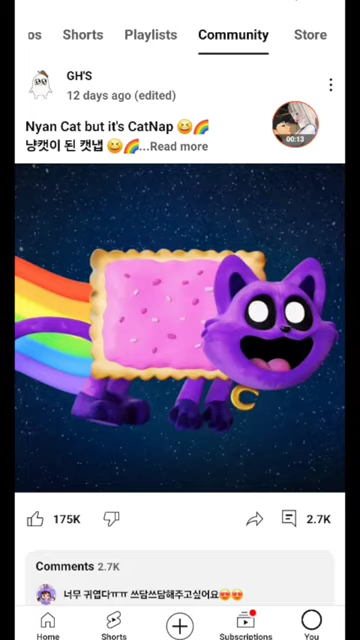 os Shorts Playlists Community Store
GH'S
12 days ago (edited)
Nyan Cat but it's CatNap 😆🌈
냥캣이 된 캣냅 😆🌈...Read more
00:13
175K 2.7K
Comments 2.7K
너무 귀엽다ㅠㅠ 쓰담쓰담해주고싶어요😍😍
Home Shorts Subscriptions You